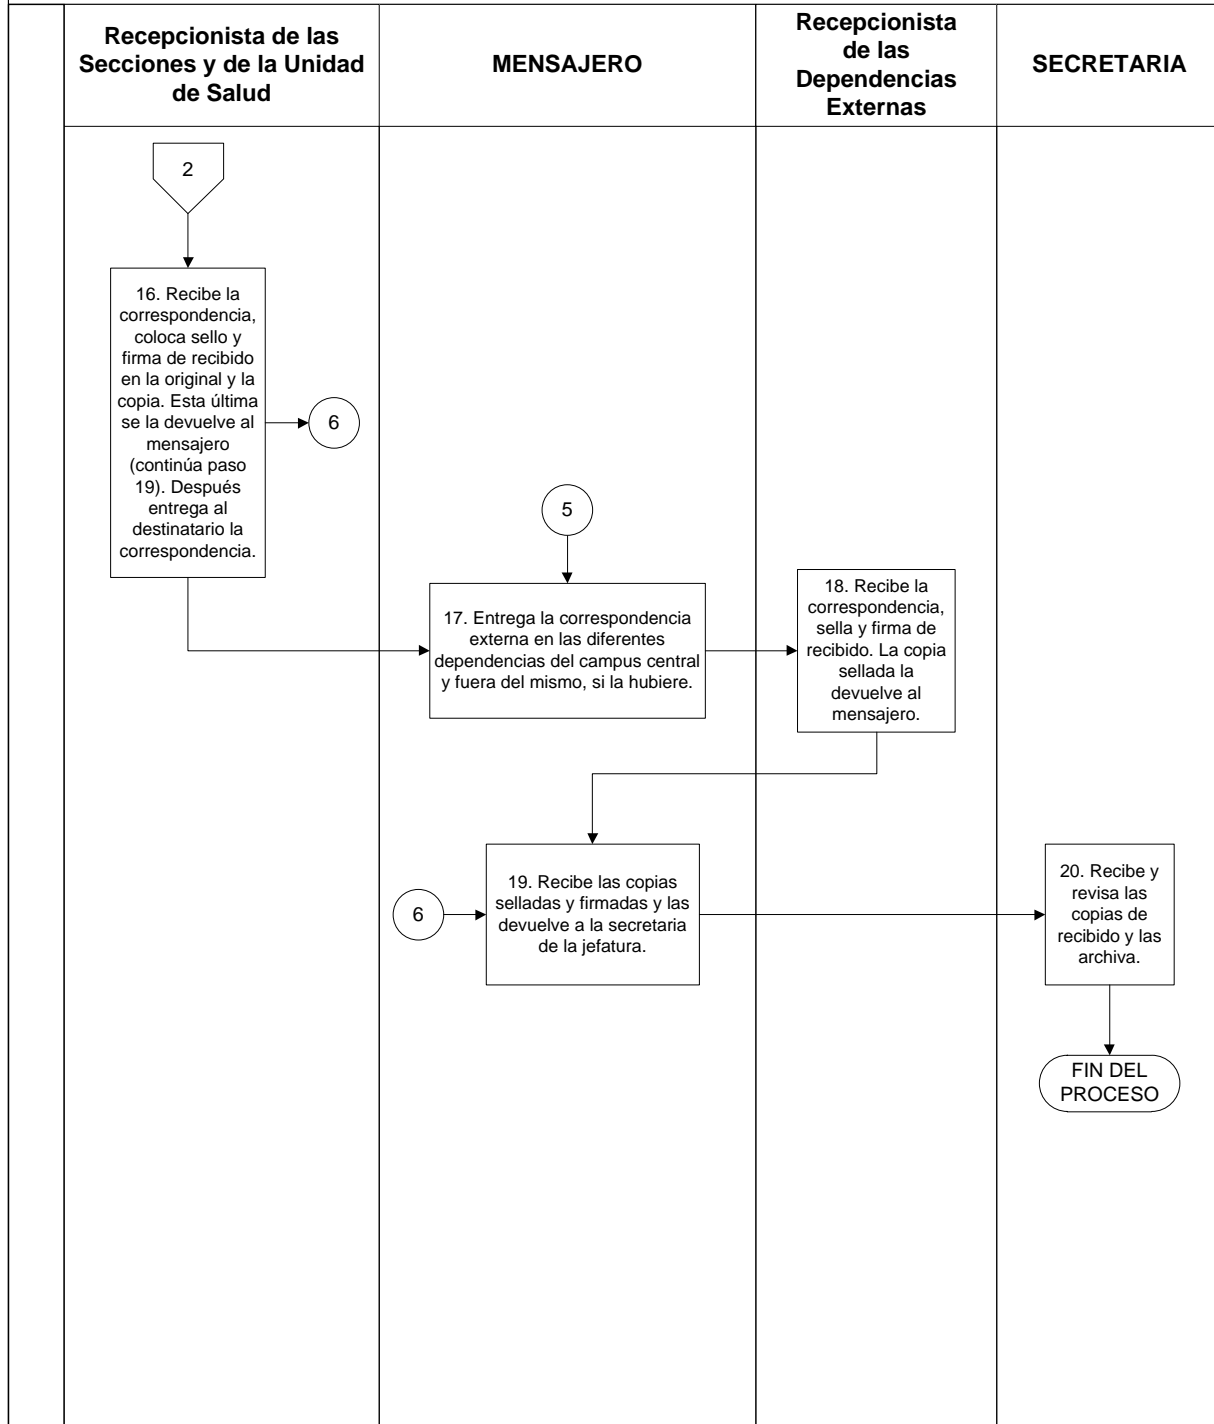 Recepcionista de las
Secciones y de la Unidad
de Salud
MENSAJERO
Recepcionista
de las
Dependencias
Externas
SECRETARIA
2
16. Recibe la
correspondencia,
coloca sello y
firma de recibido
en la original y la
copia. Esta última
se la devuelve al
mensajero
(continúa paso
19). Después
entrega al
destinatario la
correspondencia.
6
5
17. Entrega la correspondencia
externa en las diferentes
dependencias del campus central
y fuera del mismo, si la hubiere.
18. Recibe la
correspondencia,
sella y firma de
recibido. La copia
sellada la
devuelve al
mensajero.
6
19. Recibe las copias
selladas y firmadas y las
devuelve a la secretaria
de la jefatura.
20. Recibe y
revisa las
copias de
recibido y las
archiva.
FIN DEL
PROCESO